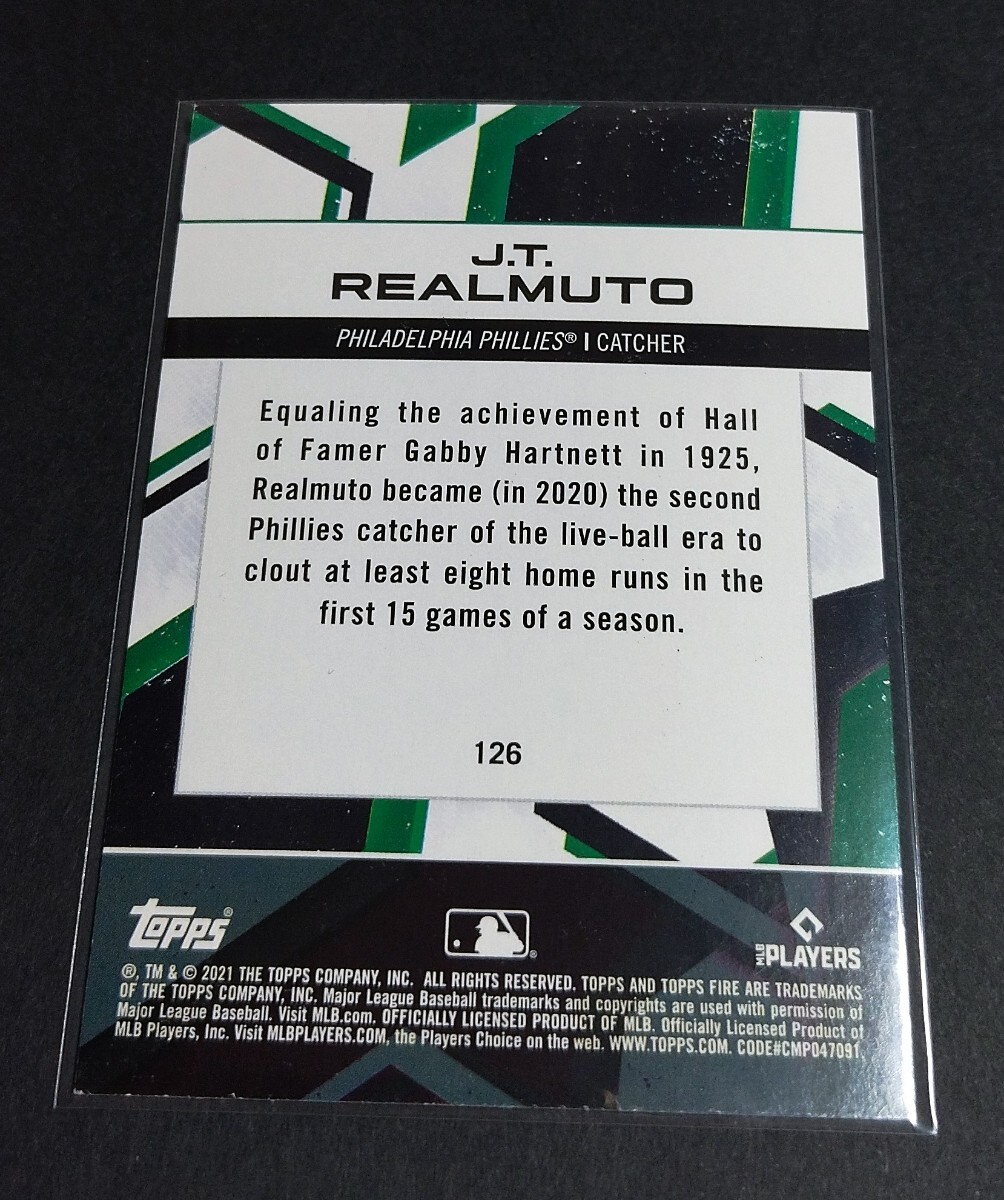 J.T.
REALMUTO
PHILADELPHIA PHILLIES® | CATCHER
Equaling the achievement of Hall
of Famer Gabby Hartnett in 1925,
Realmuto became (in 2020) the second
Phillies catcher of the live-ball era to
clout at least eight home runs in the
first 15 games of a season.
126
TOPPS®
®
MLB PLAYERS
®, TM & © 2021 THE TOPPS COMPANY, INC. ALL RIGHTS RESERVED. TOPPS AND TOPPS FIRE ARE TRADEMARKS
OF THE TOPPS COMPANY, INC. Major League Baseball trademarks and copyrights are used with permission of
Major League Baseball. Visit MLB.com. OFFICIALLY LICENSED PRODUCT OF MLB. Officially Licensed Product of
MLB Players, Inc. Visit MLBPLAYERS.COM, the Players Choice on the web. WWW.TOPPS.COM. CODE#CMP047091